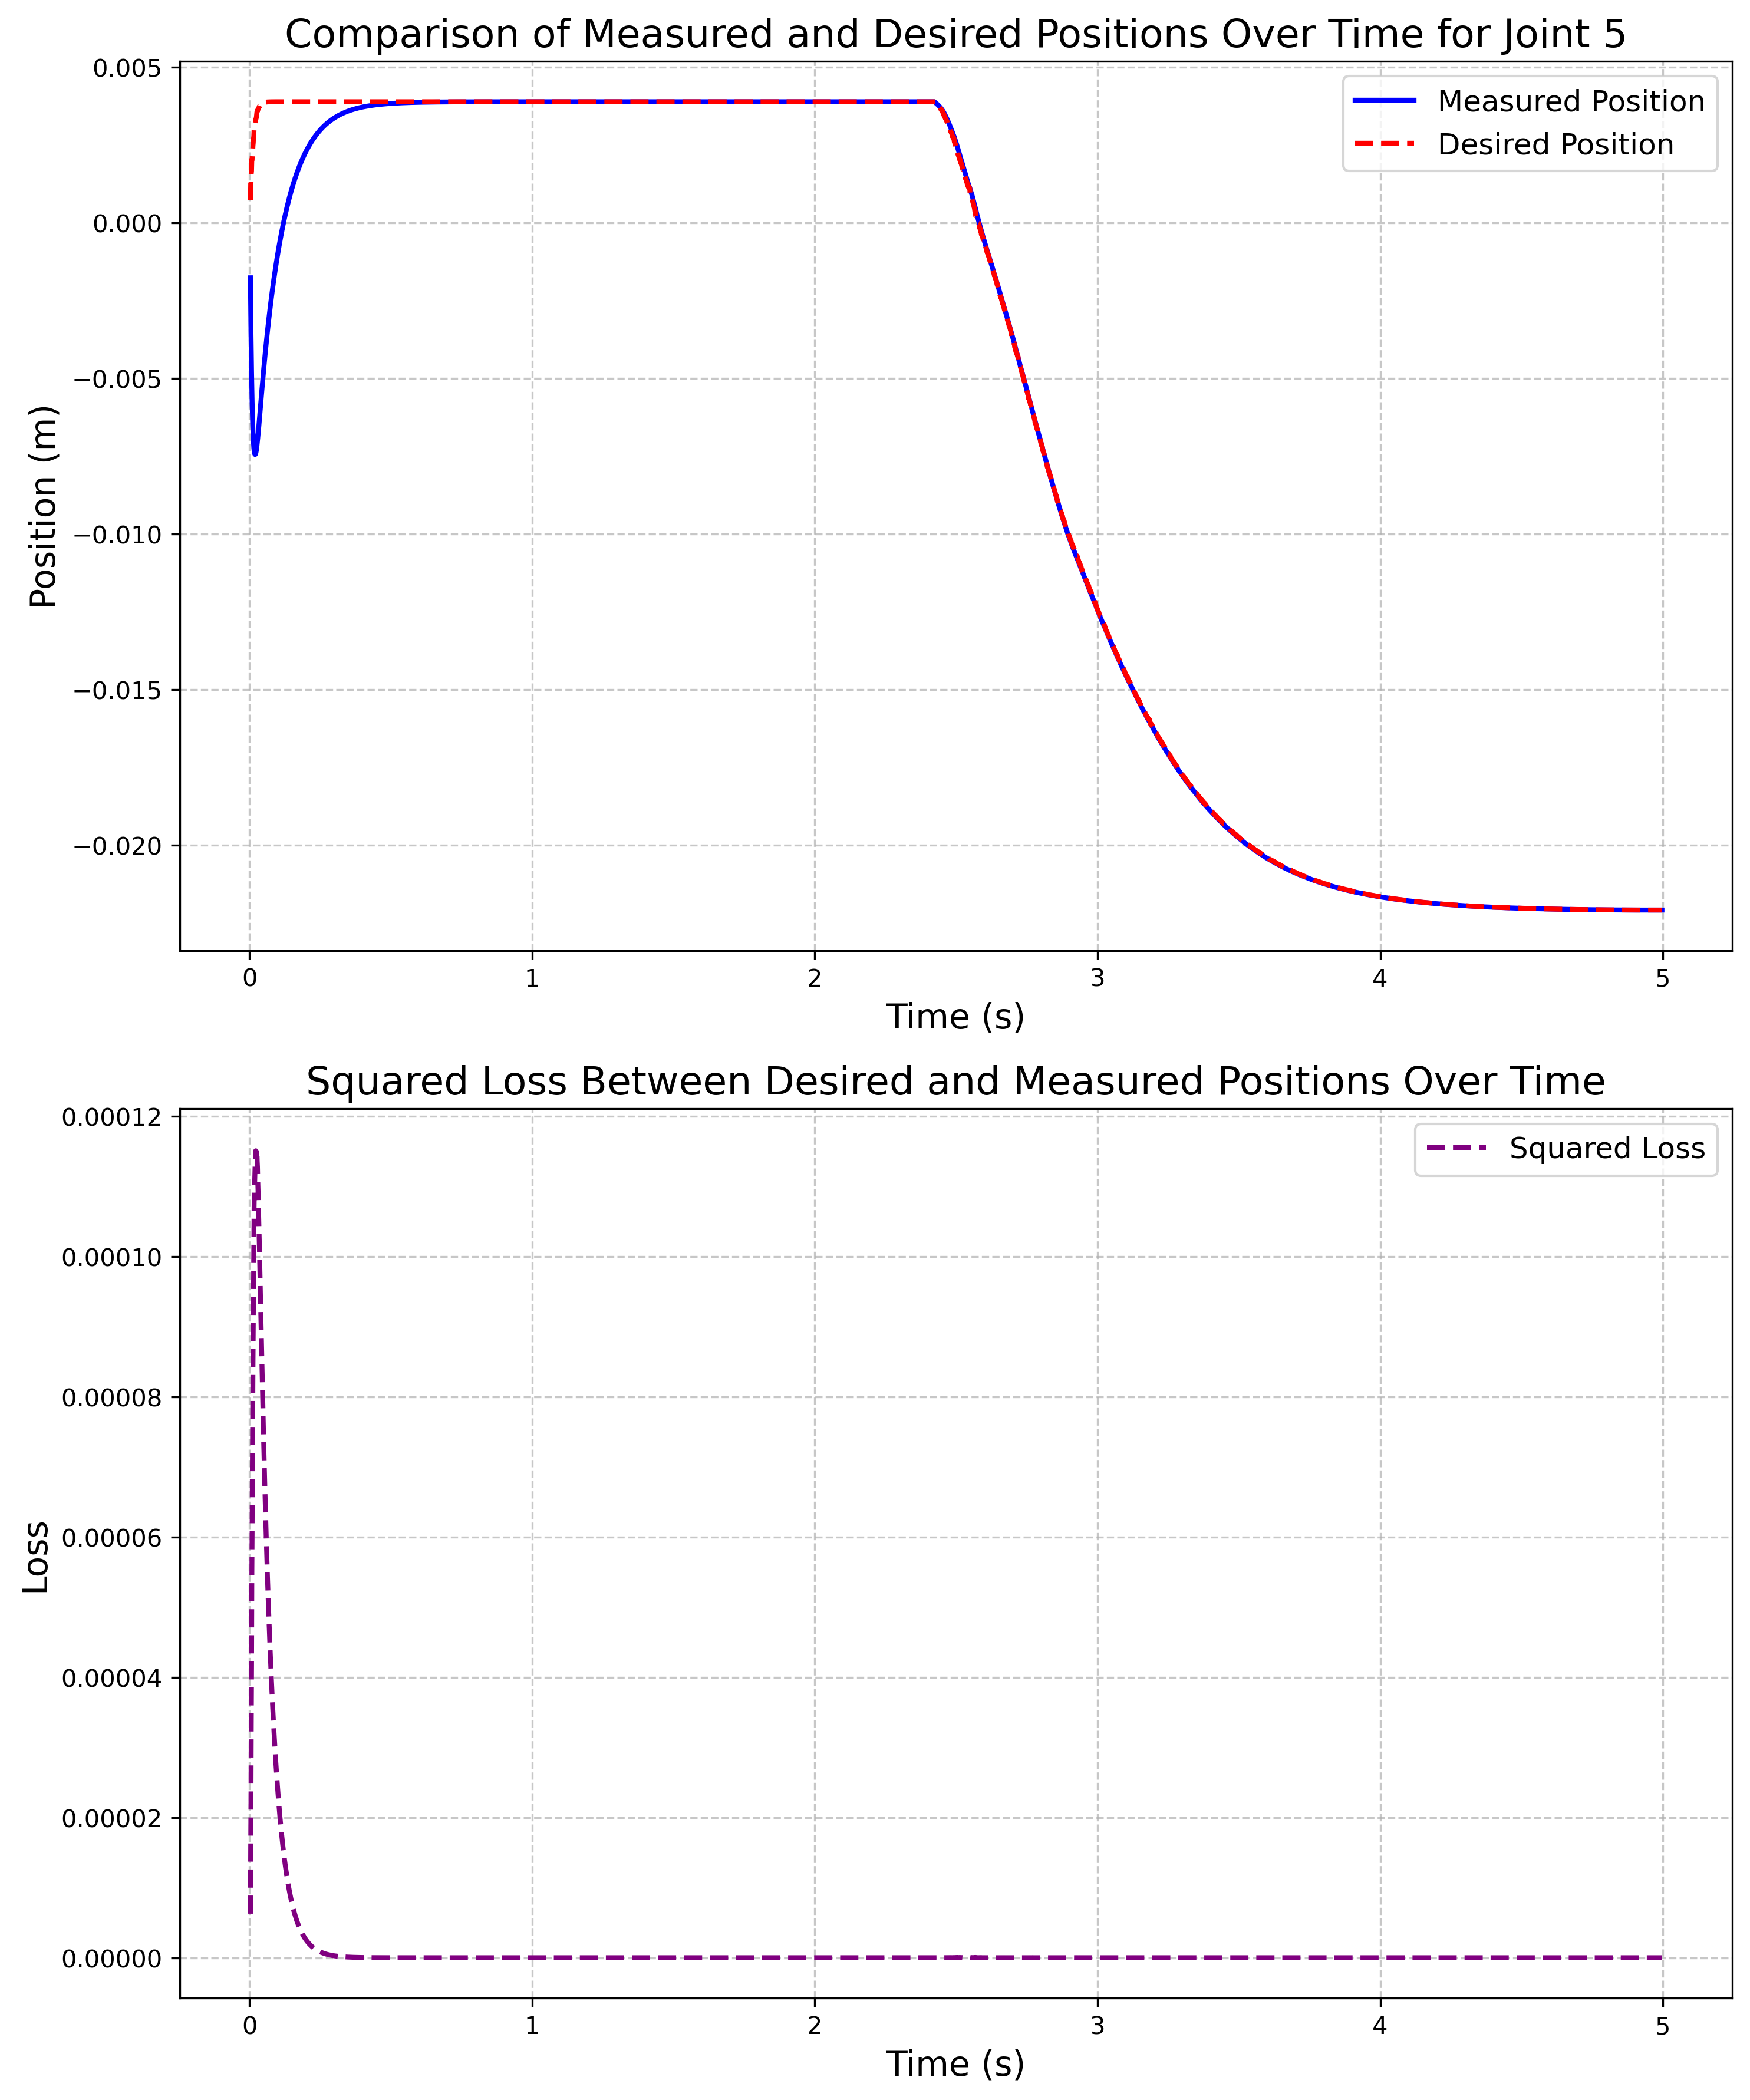 Comparison of Measured and Desired Positions Over Time for Joint 5
0.005
0.000
−0.005
−0.010
−0.015
−0.020
Position (m)
Measured Position
Desired Position
0 1 2 3 4 5
Time (s)
Squared Loss Between Desired and Measured Positions Over Time
0.00012
0.00010
0.00008
0.00006
0.00004
0.00002
0.00000
Loss
Squared Loss
0 1 2 3 4 5
Time (s)